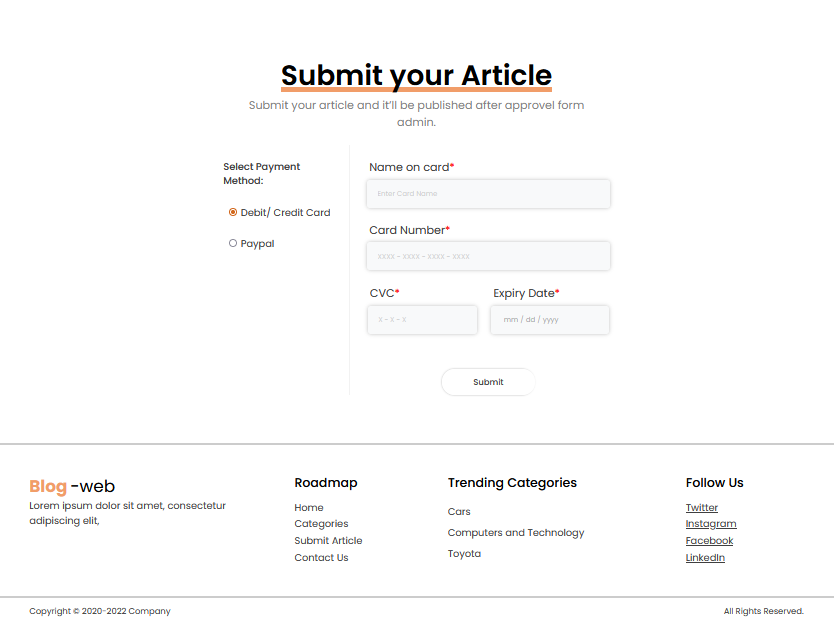 Submit your Article
Submit your article and it'll be published after approvel form
admin.
Select Payment
Method:
Debit/ Credit Card
Paypal
Name on card*
Enter Card Name
Card Number*
XXXX - XXXX - XXXX - XXXX
CVC*
X - X - X
Expiry Date*
mm / dd / yyyy
Submit
Blog -web
Lorem ipsum dolor sit amet, consectetur
adipiscing elit,
Roadmap
Home
Categories
Submit Article
Contact Us
Trending Categories
Cars
Computers and Technology
Toyota
Follow Us
Twitter
Instagram
Facebook
LinkedIn
Copyright © 2020-2022 Company
All Rights Reserved.